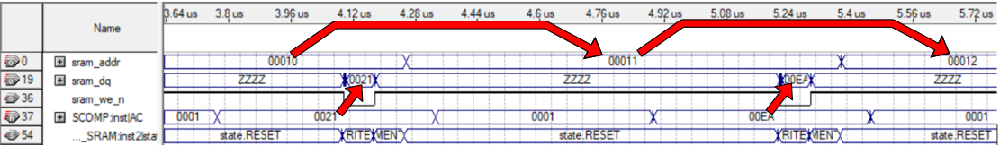 3.64 us 3.8 us 3.96 us 4.12 us 4.28 us 4.44 us 4.6 us 4.76 us 4.92 us 5.08 us 5.24 us 5.4 us 5.56 us 5.72 us
Name
0 sram_addr 00010 00011 00012
19 sram_dq ZZZZ 0021 ZZZZ 00EA ZZZZ
36 sram_we_n
37 SCOMP:inst|AC 0001 0021 0001 00EA 0001
54 ..._SRAM:inst2|stat state.RESET RITE MEN state.RESET RITE MEN state.RESET